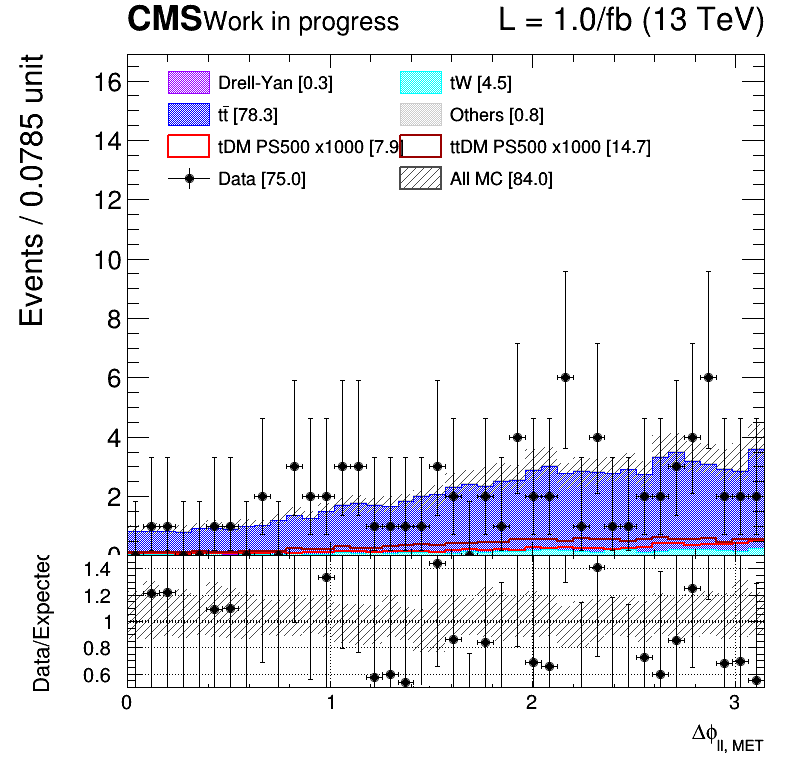 CMS Work in progress L = 1.0/fb (13 TeV)
Events / 0.0785 unit
16
14
12
10
8
6
4
2
0
Drell-Yan [0.3] tW [4.5]
tt̄ [78.3] Others [0.8]
tDM PS500 x1000 [7.9] ttDM PS500 x1000 [14.7]
Data [75.0] All MC [84.0]
Data/Expected
1.4
1.2
1
0.8
0.6
0 1 2 3
Δϕll, MET